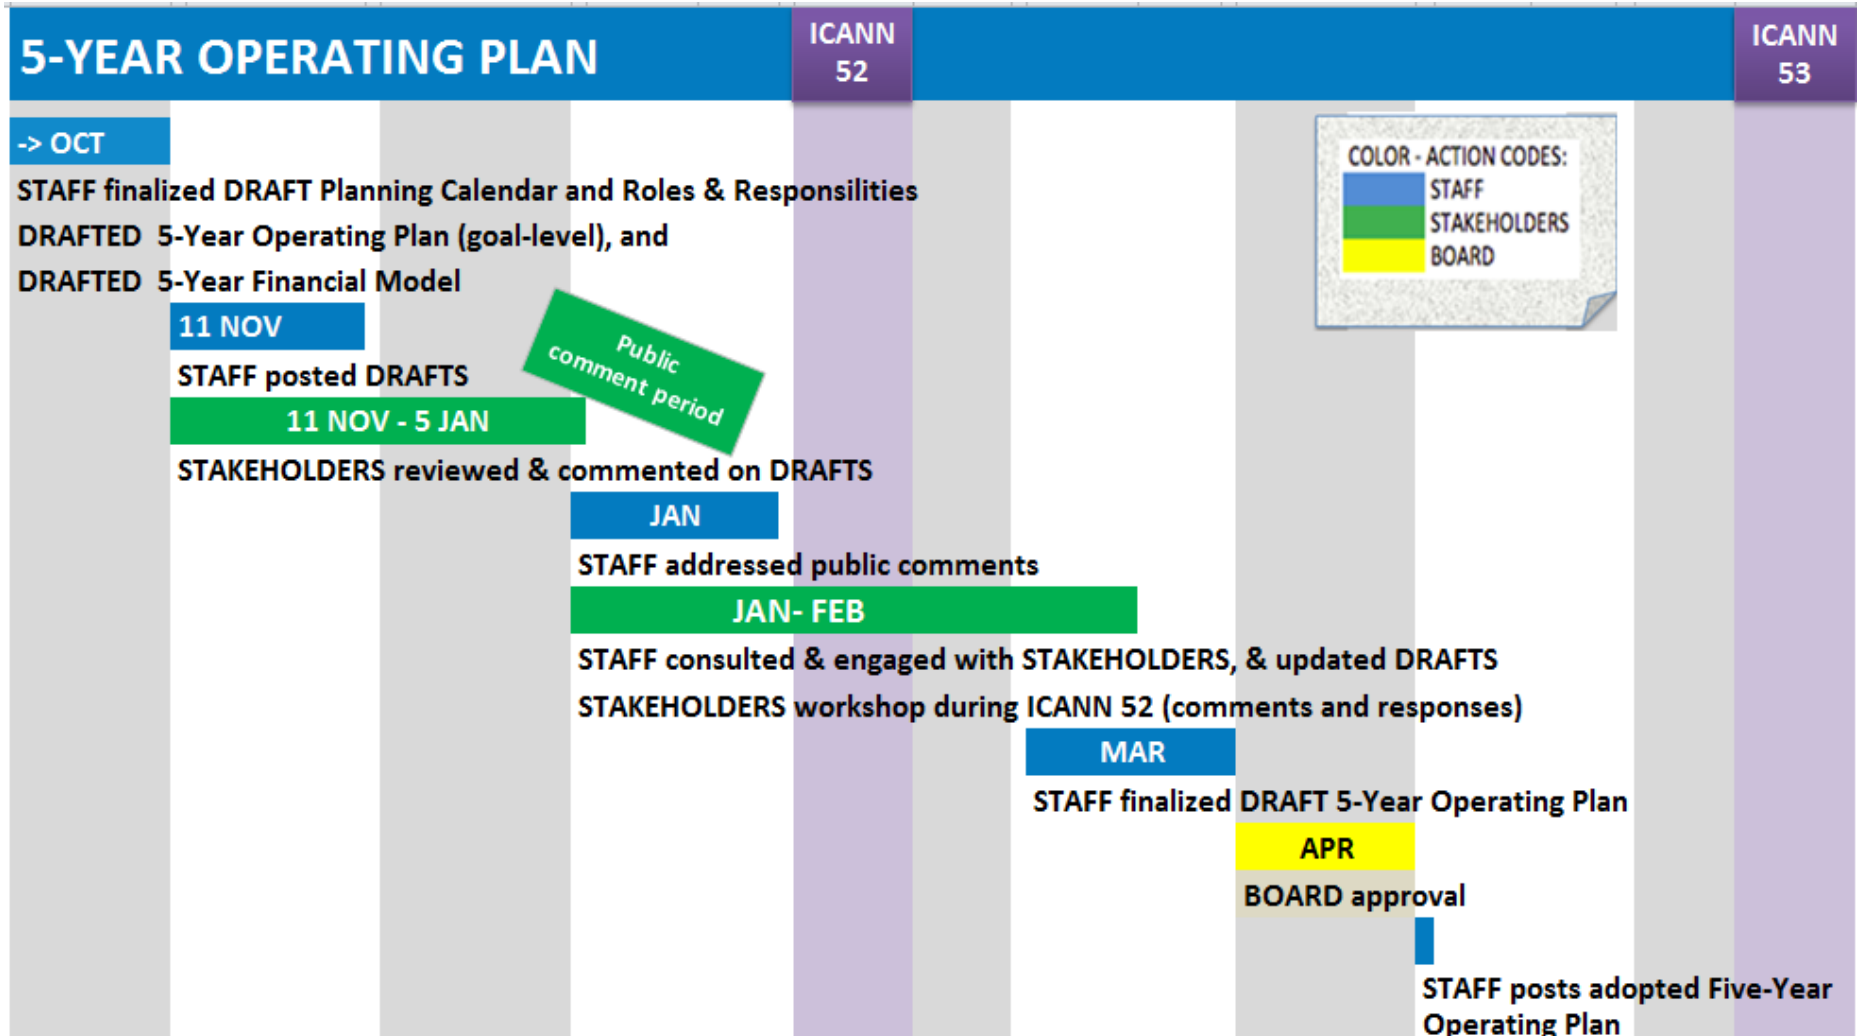 5-YEAR OPERATING PLAN
ICANN
52
ICANN
53
-> OCT
STAFF finalized DRAFT Planning Calendar and Roles & Responsilities
DRAFTED 5-Year Operating Plan (goal-level), and
DRAFTED 5-Year Financial Model
COLOR - ACTION CODES:
STAFF
STAKEHOLDERS
BOARD
11 NOV
STAFF posted DRAFTS
Public
comment period
11 NOV - 5 JAN
STAKEHOLDERS reviewed & commented on DRAFTS
JAN
STAFF addressed public comments
JAN- FEB
STAFF consulted & engaged with STAKEHOLDERS, & updated DRAFTS
STAKEHOLDERS workshop during ICANN 52 (comments and responses)
MAR
STAFF finalized DRAFT 5-Year Operating Plan
APR
BOARD approval
STAFF posts adopted Five-Year
Operating Plan